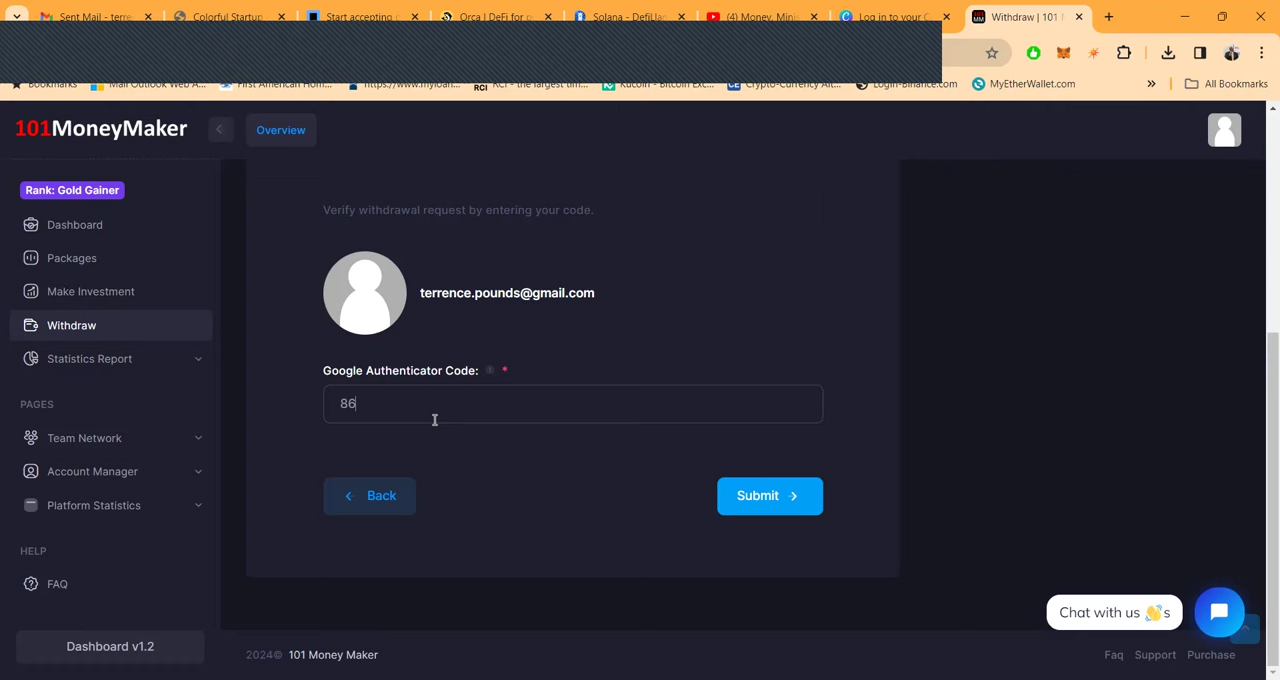 Sent Mail - terre
Colorful Startup
Start accepting
Orca | DeFi for p
Solana - DefiLla
(4) Money, Mini
Log in to your C
Withdraw | 101
Bookmarks
Mail Outlook Web A...
First American Hom...
https://www.myloan...
RCI - the largest tim...
Kucoin - Bitcoin Exc...
Crypto-Currency Alt...
Login-Binance.com
MyEtherWallet.com
All Bookmarks
101MoneyMaker
Overview
Rank: Gold Gainer
Dashboard
Packages
Make Investment
Withdraw
Statistics Report
PAGES
Team Network
Account Manager
Platform Statistics
HELP
FAQ
Dashboard v1.2
Verify withdrawal request by entering your code.
terrence.pounds@gmail.com
Google Authenticator Code: *
86
Back
Submit
Chat with us 👋s
2024© 101 Money Maker
Faq Support Purchase